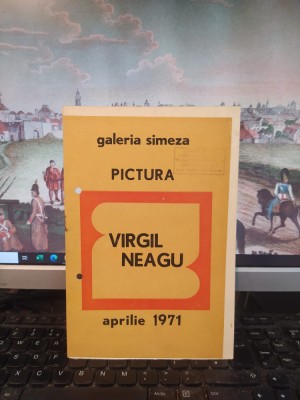 galeria simeza
PICTURA
VIRGIL
NEAGU
aprilie 1971